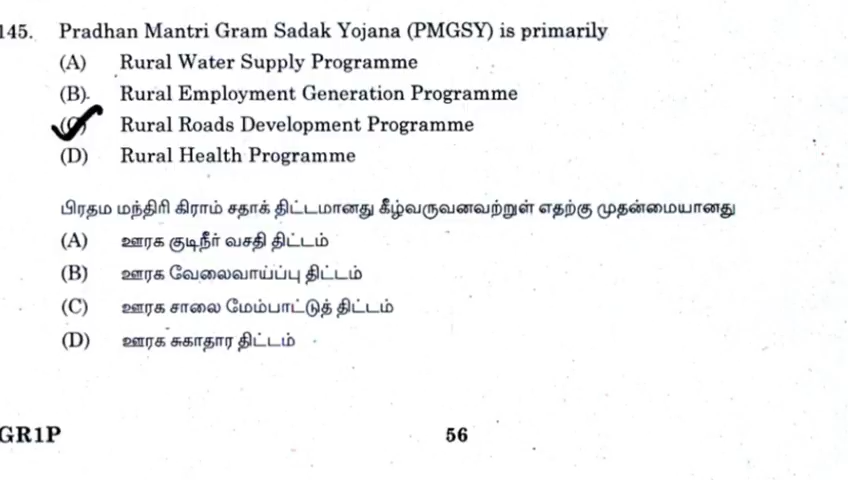 145. Pradhan Mantri Gram Sadak Yojana (PMGSY) is primarily
(A) Rural Water Supply Programme
(B) Rural Employment Generation Programme
(C) Rural Roads Development Programme
(D) Rural Health Programme
பிரதம மந்திரி கிராம் சதாக் திட்டமானது கீழ்வருவனவற்றுள் எதற்கு முதன்மையானது
(A) ஊரக குடிநீர் வசதி திட்டம்
(B) ஊரக வேலைவாய்ப்பு திட்டம்
(C) ஊரக சாலை மேம்பாட்டுத் திட்டம்
(D) ஊரக சுகாதார திட்டம்
GR1P 56